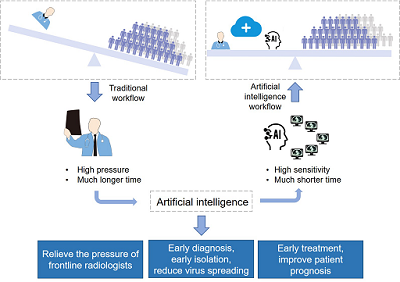 Traditional
workflow
Artificial
intelligence
workflow
AI
AI
• High pressure
• Much longer time
• High sensitivity
• Much shorter time
Artificial intelligence
Relieve the pressure of
frontline radiologists
Early diagnosis,
early isolation,
reduce virus spreading
Early treatment,
improve patient
prognosis